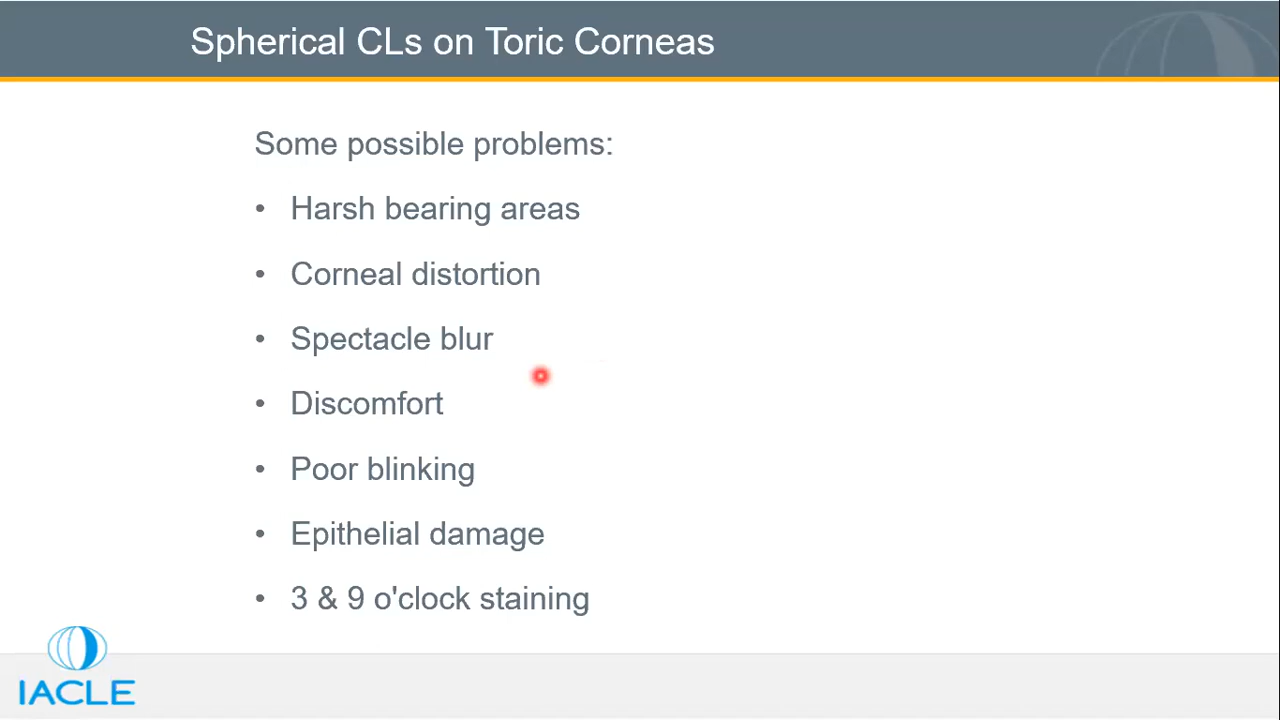 Spherical CLs on Toric Corneas
Some possible problems:
• Harsh bearing areas
• Corneal distortion
• Spectacle blur
• Discomfort
• Poor blinking
• Epithelial damage
• 3 & 9 o'clock staining
IACLE